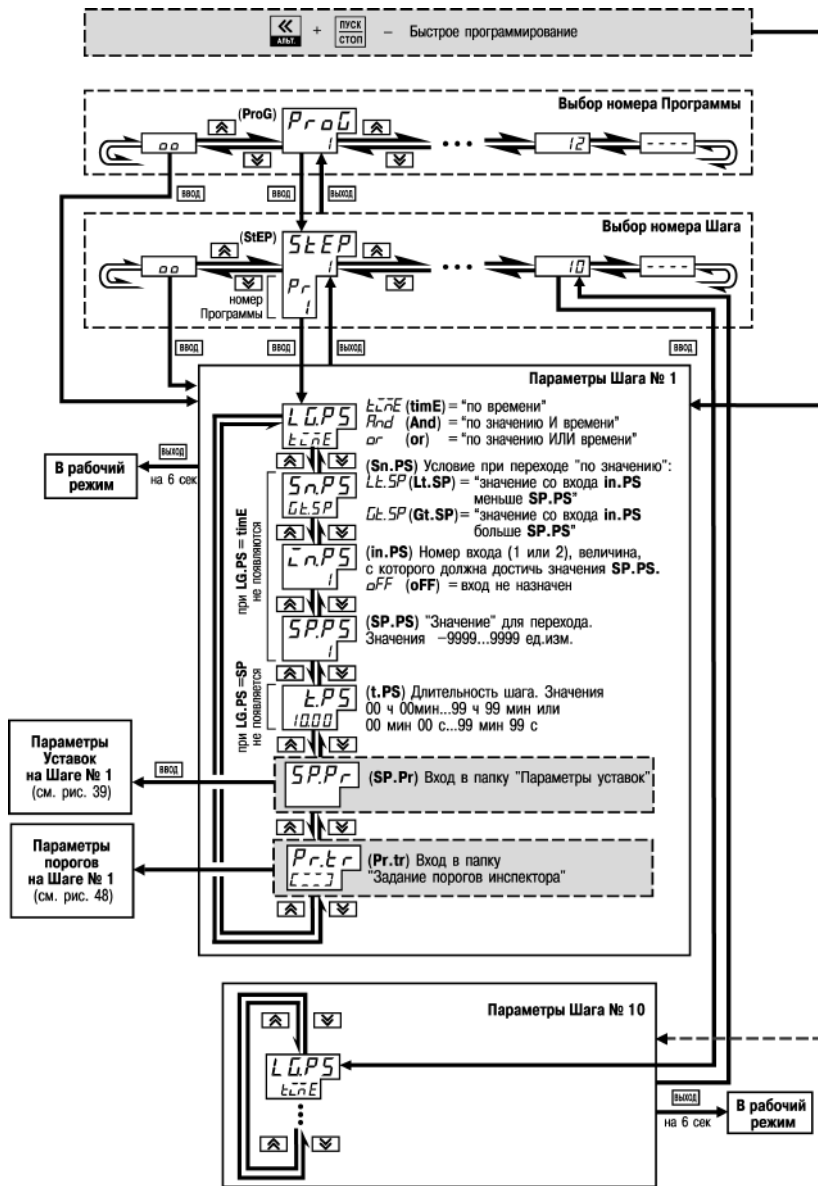 АЛЬТ. + ПУСК СТОП – Быстрое программирование
Выбор номера Программы
(ProG) ProG
1
oo
• • •
12
- - - -
ВВОД ВВОД ВЫХОД
Выбор номера Шага
(StEP) StEP
1
oo
• • •
10
- - - -
Pr
1
номер
Программы
ВВОД ВВОД ВЫХОД ВВОД
Параметры Шага № 1
LG.PS
timE
timE (timE) = "по времени"
And (And) = "по значению И времени"
or (or) = "по значению ИЛИ времени"
ВЫХОД
на 6 сек
В рабочий
режим
при LG.PS = timE
не появляются
Sn.PS
Gt.SP
(Sn.PS) Условие при переходе "по значению":
Lt.SP (Lt.SP) = "значение со входа in.PS
меньше SP.PS"
Gt.SP (Gt.SP)= "значение со входа in.PS
больше SP.PS"
in.PS
1
(in.PS) Номер входа (1 или 2), величина,
с которого должна достичь значения SP.PS.
oFF (oFF) = вход не назначен
SP.PS
1
(SP.PS) "Значение" для перехода.
Значения –9999...9999 ед.изм.
при LG.PS =SP
не появляется
t.PS
10.00
(t.PS) Длительность шага. Значения
00 ч 00мин...99 ч 99 мин или
00 мин 00 с...99 мин 99 с
Параметры
Уставок
на Шаге № 1
(см. рис. 39)
ВВОД
SP.Pr
(SP.Pr) Вход в папку "Параметры уставок"
Параметры
порогов
на Шаге № 1
(см. рис. 48)
Pr.tr
[---]
(Pr.tr) Вход в папку
"Задание порогов инспектора"
Параметры Шага № 10
LG.PS
timE
ВЫХОД
на 6 сек
В рабочий
режим